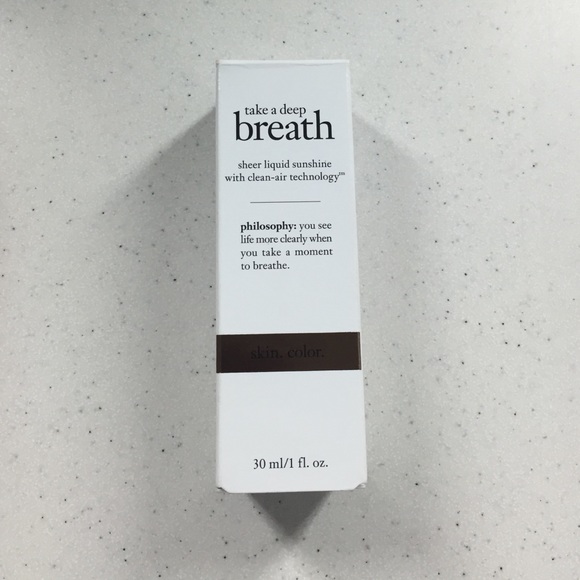 take a deep
breath
sheer liquid sunshine
with clean-air technology™
philosophy: you see
life more clearly when
you take a moment
to breathe.
skin. color.
30 ml/1 fl. oz.